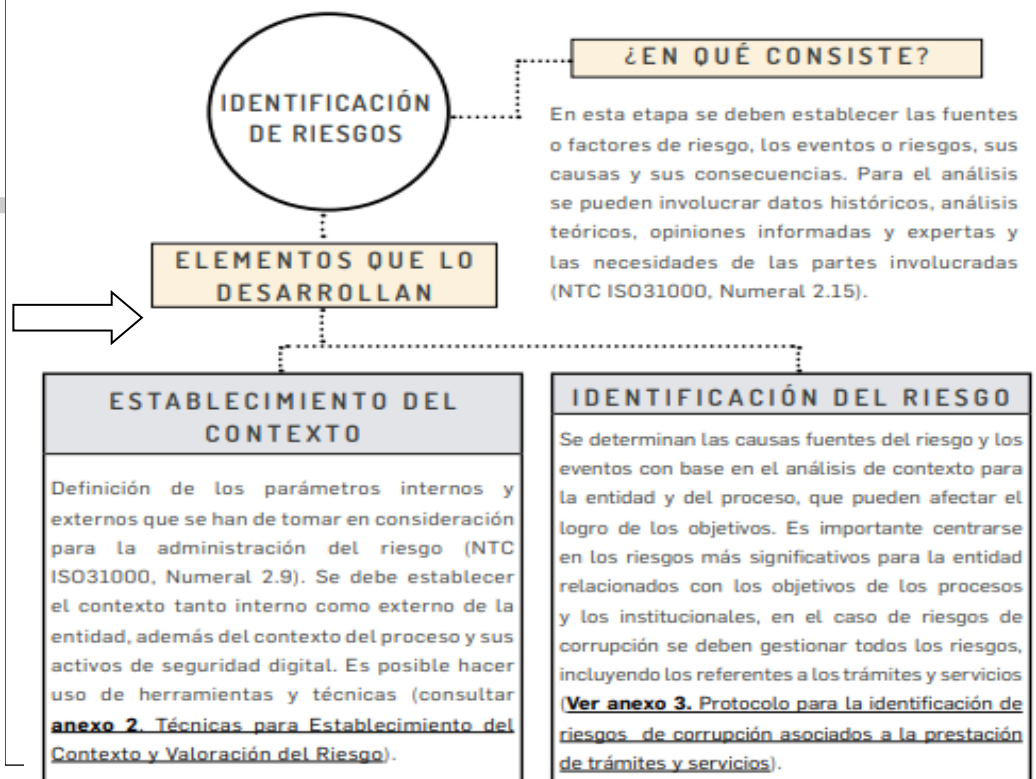 IDENTIFICACIÓN
DE RIESGOS
¿EN QUÉ CONSISTE?
En esta etapa se deben establecer las fuentes
o factores de riesgo, los eventos o riesgos, sus
causas y sus consecuencias. Para el análisis
se pueden involucrar datos históricos, análisis
teóricos, opiniones informadas y expertas y
las necesidades de las partes involucradas
(NTC ISO31000, Numeral 2.15).
ELEMENTOS QUE LO
DESARROLLAN
ESTABLECIMIENTO DEL
CONTEXTO
Definición de los parámetros internos y
externos que se han de tomar en consideración
para la administración del riesgo (NTC
ISO31000, Numeral 2.9). Se debe establecer
el contexto tanto interno como externo de la
entidad, además del contexto del proceso y sus
activos de seguridad digital. Es posible hacer
uso de herramientas y técnicas (consultar
anexo 2. Técnicas para Establecimiento del
Contexto y Valoración del Riesgo).
IDENTIFICACIÓN DEL RIESGO
Se determinan las causas fuentes del riesgo y los
eventos con base en el análisis de contexto para
la entidad y del proceso, que pueden afectar el
logro de los objetivos. Es importante centrarse
en los riesgos más significativos para la entidad
relacionados con los objetivos de los procesos
y los institucionales, en el caso de riesgos de
corrupción se deben gestionar todos los riesgos,
incluyendo los referentes a los trámites y servicios
(Ver anexo 3. Protocolo para la identificación de
riesgos de corrupción asociados a la prestación
de trámites y servicios).